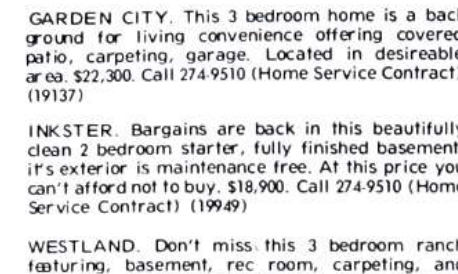 GARDEN CITY. This 3 bedroom home is a bac
ground for living convenience offering covered
patio, carpeting, garage. Located in desireable
area. $22,300. Call 274-9510 (Home Service Contract)
(19137)
INKSTER. Bargains are back in this beautifully
clean 2 bedroom starter, fully finished basement
it's exterior is maintenance free. At this price you
can't afford not to buy. $18,900. Call 274-9510 (Home
Service Contract) (19949)
WESTLAND. Don't miss this 3 bedroom ranch
featuring, basement, rec room, carpeting, and